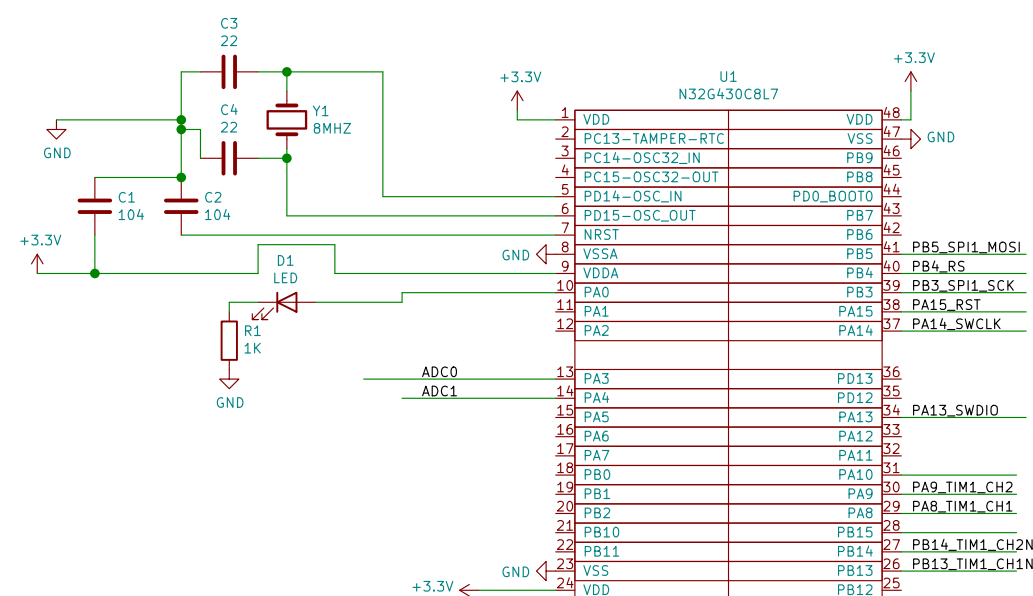 C3
22
+3.3V
U1
N32G430C8L7
+3.3V
C4
22
Y1
8MHZ
GND
1 VDD VDD 48
2 PC13-TAMPER-RTC VSS 47 GND
3 PC14-OSC32_IN PB9 46
4 PC15-OSC32-OUT PB8 45
5 PD14-OSC_IN PD0_BOOT0 44
C1
104
C2
104
6 PD15-OSC_OUT PB7 43
7 NRST PB6 42
+3.3V
GND 8 VSSA PB5 41 PB5_SPI1_MOSI
9 VDDA PB4 40 PB4_RS
D1
LED
10 PA0 PB3 39 PB3_SPI1_SCK
11 PA1 PA15 38 PA15_RST
12 PA2 PA14 37 PA14_SWCLK
R1
1K
GND
ADC0 13 PA3 PD13 36
ADC1 14 PA4 PD12 35
15 PA5 PA13 34 PA13_SWDIO
16 PA6 PA12 33
17 PA7 PA11 32
18 PB0 PA10 31
19 PB1 PA9 30 PA9_TIM1_CH2
20 PB2 PA8 29 PA8_TIM1_CH1
21 PB10 PB15 28
22 PB11 PB14 27 PB14_TIM1_CH2N
GND 23 VSS PB13 26 PB13_TIM1_CH1N
+3.3V 24 VDD PB12 25